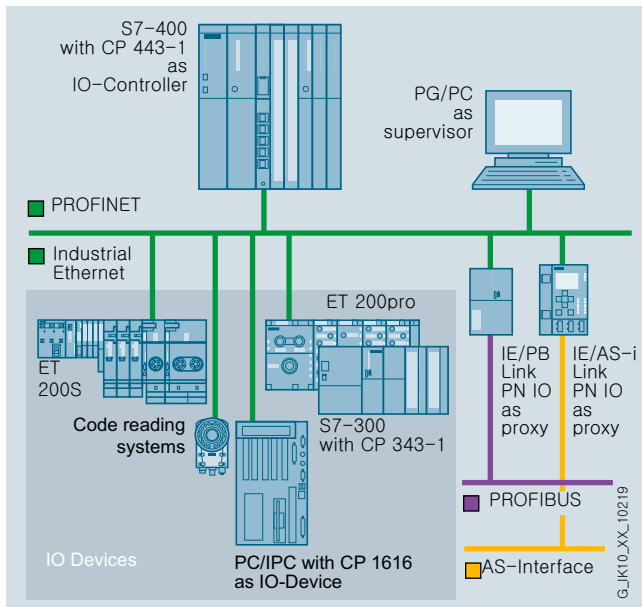 S7-400
with CP 443-1
as
IO-Controller
PG/PC
as
supervisor
PROFINET
Industrial
Ethernet
ET 200pro
ET
200S
Code reading
systems
S7-300
with CP 343-1
IE/PB
Link
PN IO
as
proxy
IE/AS-i
Link
PN IO
as
proxy
PROFIBUS
IO Devices
PC/IPC with CP 1616
as IO-Device
AS-Interface
G_IK10_XX_10219